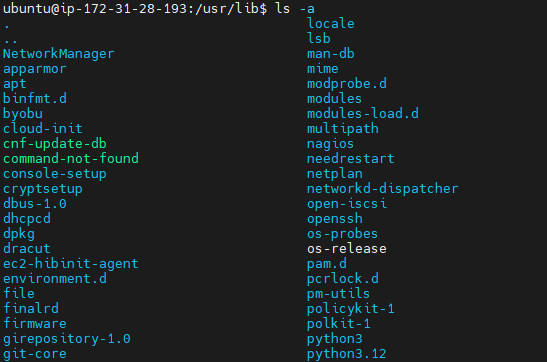 ubuntu@ip-172-31-28-193:/usr/lib$ ls -a
. locale
.. lsb
NetworkManager man-db
apparmor mime
apt modprobe.d
binfmt.d modules
byobu modules-load.d
cloud-init multipath
cnf-update-db nagios
command-not-found needrestart
console-setup netplan
cryptsetup networkd-dispatcher
dbus-1.0 open-iscsi
dhcpcd openssh
dpkg os-probes
dracut os-release
ec2-hibinit-agent pam.d
environment.d pcrlock.d
file pm-utils
finalrd policykit-1
firmware polkit-1
girepository-1.0 python3
git-core python3.12